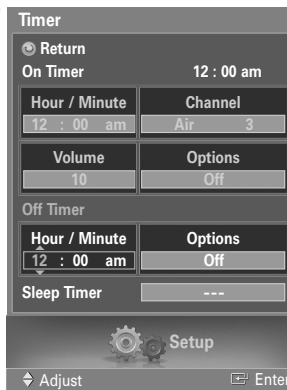 Timer
Return
On Timer 12 : 00 am
Hour / Minute Channel
12 : 00 am Air 3
Volume Options
10 Off
Off Timer
Hour / Minute Options
12 : 00 am Off
Sleep Timer ---
Setup
Adjust Enter